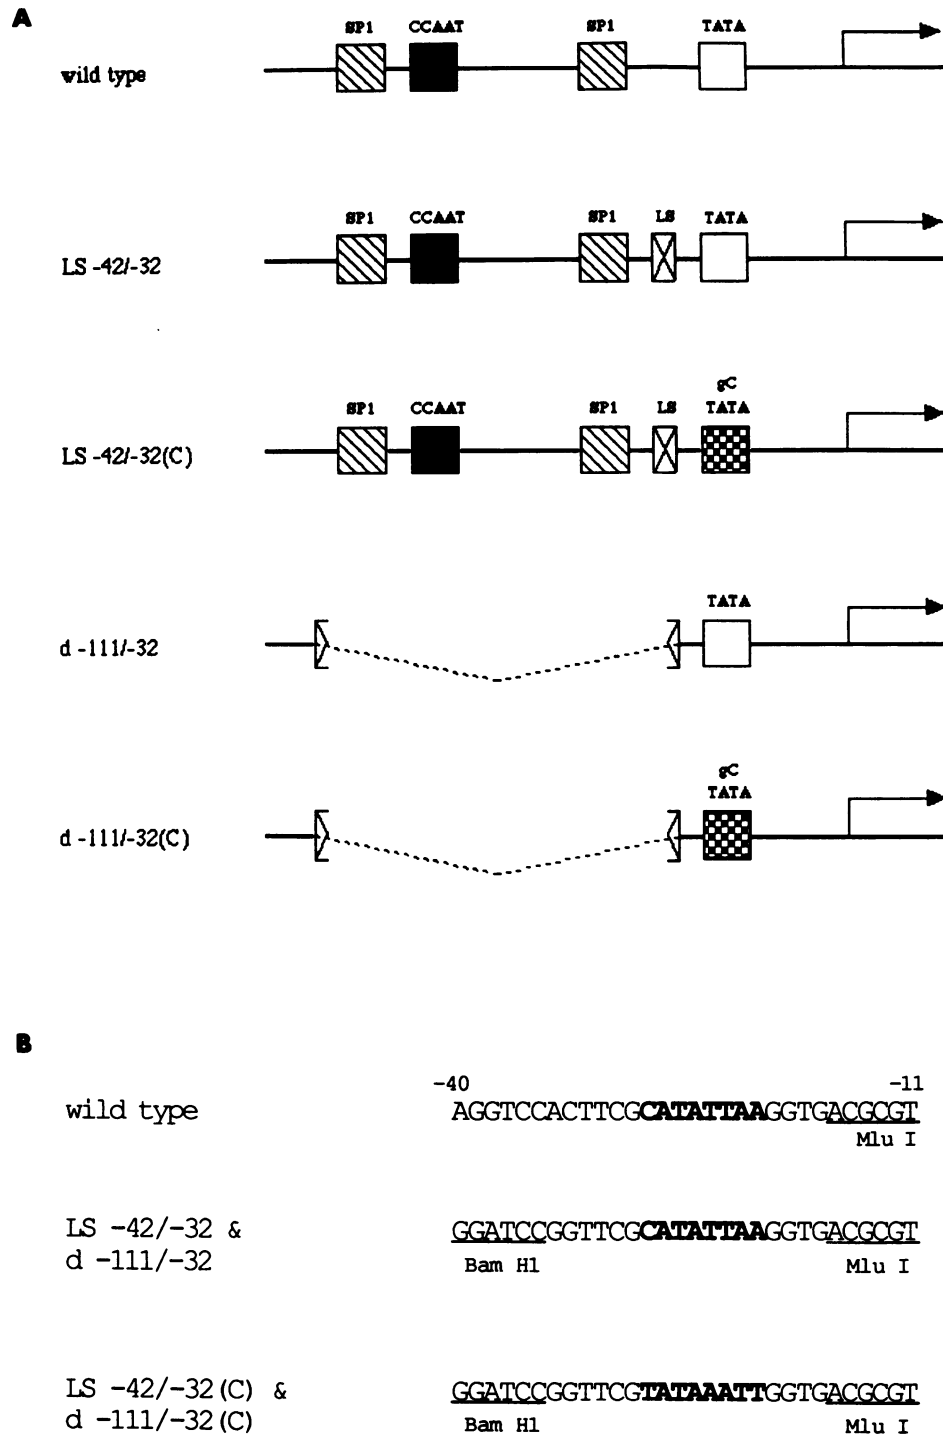 A
SP1 CCAAT SP1 TATA
wild type
SP1 CCAAT SP1 LS TATA
LS -42/-32
gC
SP1 CCAAT SP1 LS TATA
LS -42/-32(C)
TATA
d -111/-32
gC
TATA
d -111/-32(C)
B
-40 -11
wild type AGGTCCACTTCGCATATTAAGGTGACGCGT
Mlu I
LS -42/-32 & GGATCCGGTTCGCATATTAAGGTGACGCGT
d -111/-32 Bam H1 Mlu I
LS -42/-32(C) & GGATCCGGTTCGTATAAATTGGTGACGCGT
d -111/-32(C) Bam H1 Mlu I